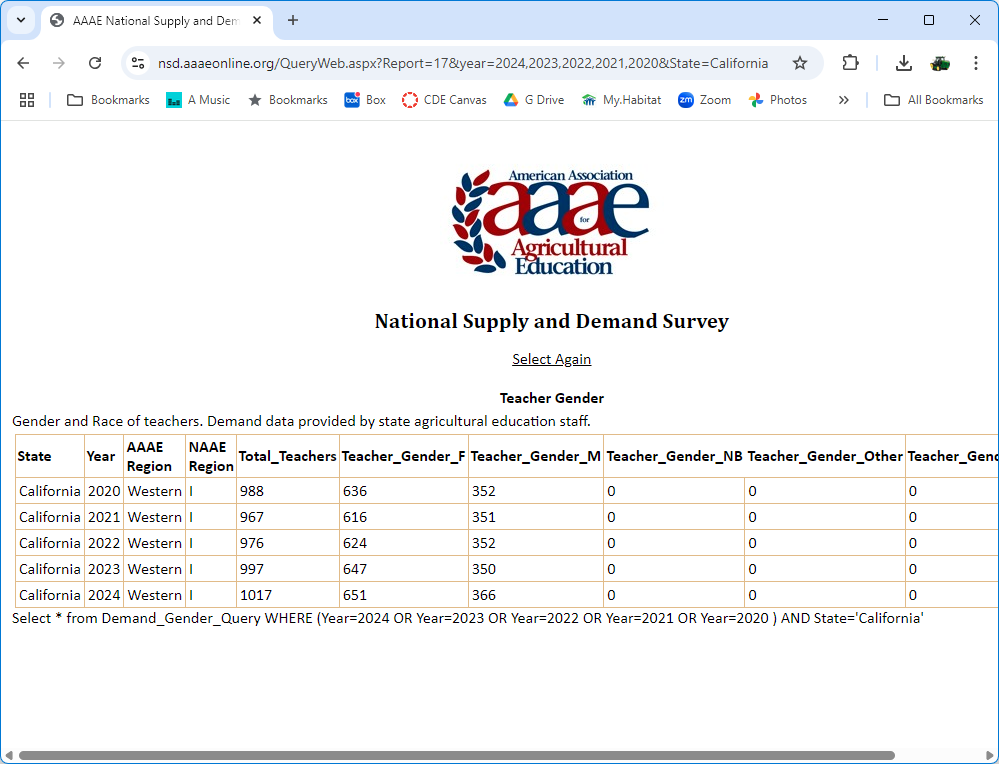 AAAE National Supply and Dem
nsd.aaaeonline.org/QueryWeb.aspx?Report=17&year=2024,2023,2022,2021,2020&State=California
Bookmarks A Music Bookmarks box Box CDE Canvas G Drive My.Habitat zm Zoom Photos » All Bookmarks
American Association
aaae
for
Agricultural
Education
National Supply and Demand Survey
Select Again
Teacher Gender
Gender and Race of teachers. Demand data provided by state agricultural education staff.
State Year AAAE Region NAAE Region Total_Teachers Teacher_Gender_F Teacher_Gender_M Teacher_Gender_NB Teacher_Gender_Other Teacher_Gend
California 2020 Western I 988 636 352 0 0 0
California 2021 Western I 967 616 351 0 0 0
California 2022 Western I 976 624 352 0 0 0
California 2023 Western I 997 647 350 0 0 0
California 2024 Western I 1017 651 366 0 0 0
Select * from Demand_Gender_Query WHERE (Year=2024 OR Year=2023 OR Year=2022 OR Year=2021 OR Year=2020 ) AND State='California'